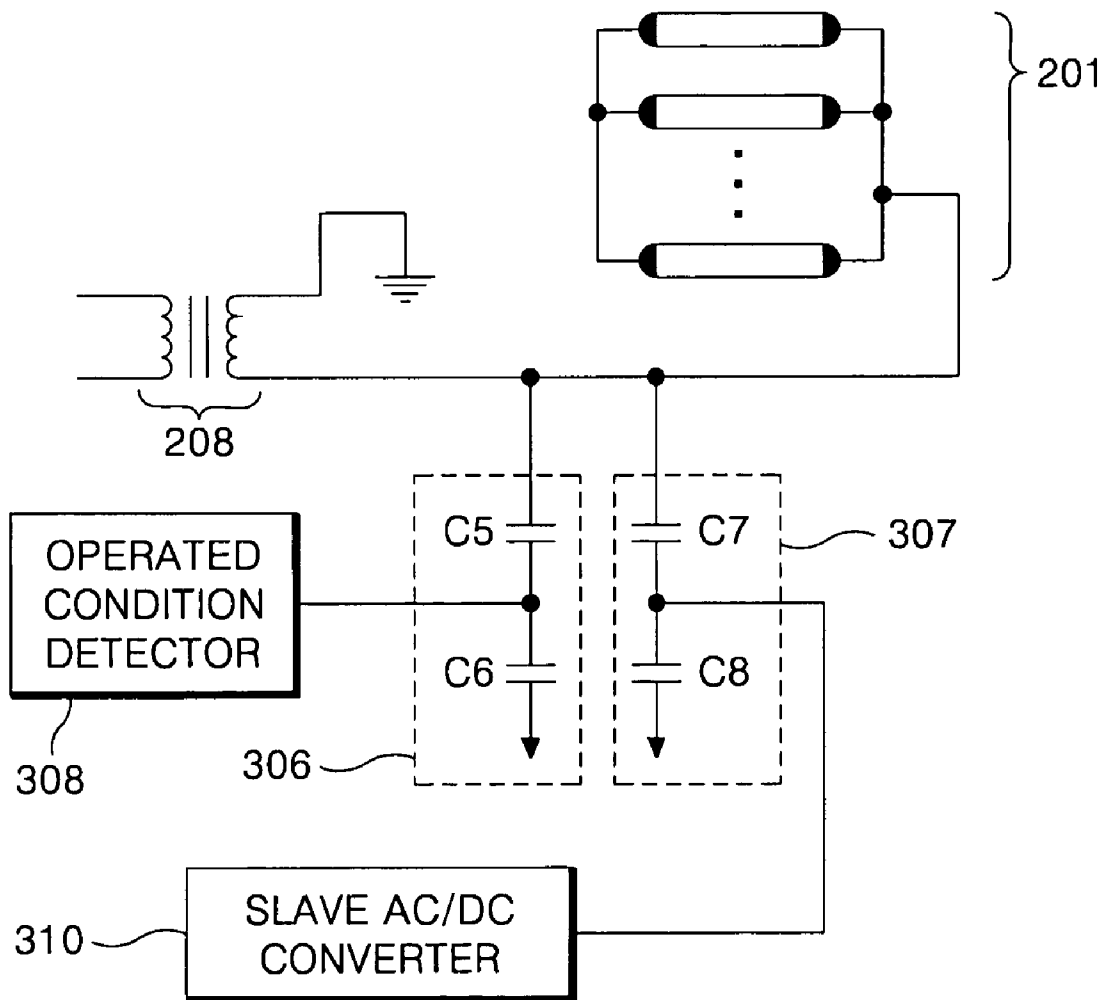 201
208
OPERATED
CONDITION
DETECTOR
C5
C7
307
C6
C8
308
306
310
SLAVE AC/DC
CONVERTER